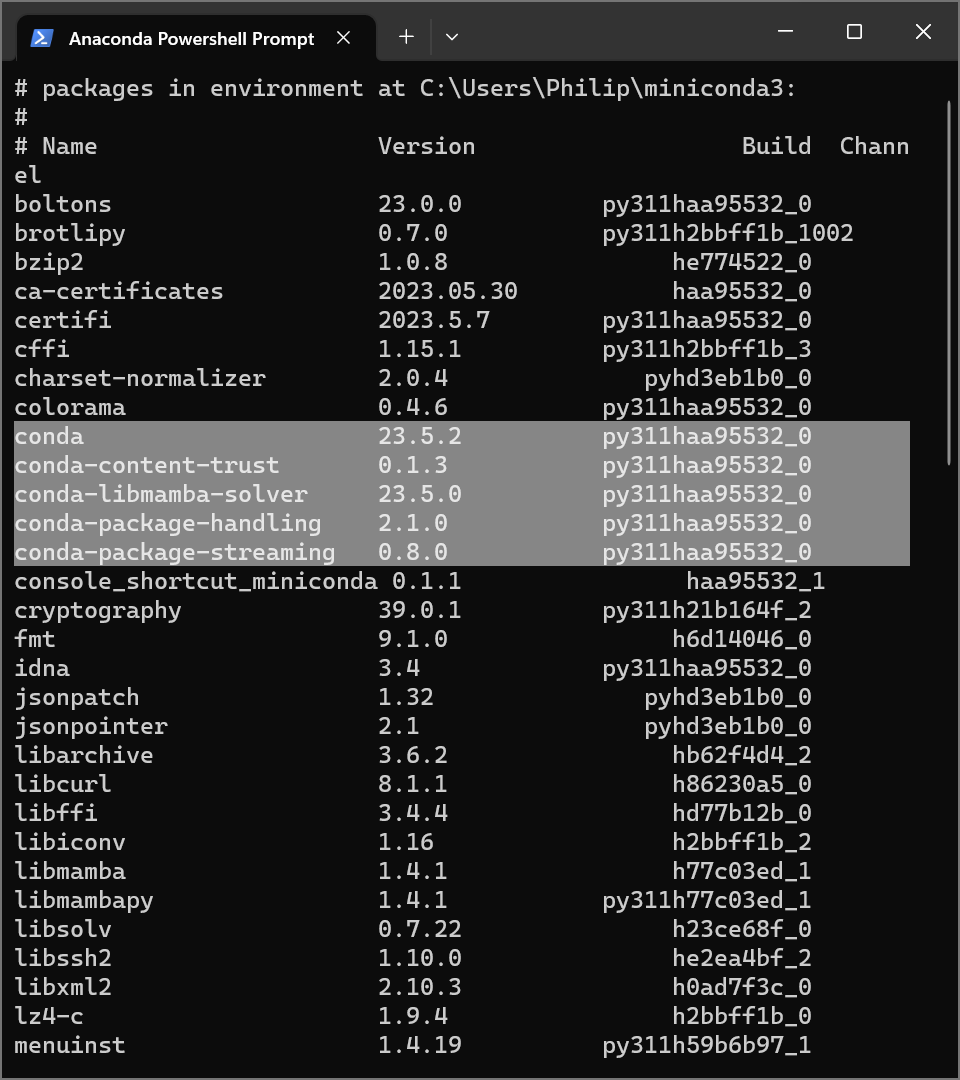 Anaconda Powershell Prompt
# packages in environment at C:\Users\Philip\miniconda3:
#
# Name                    Version                   Build  Chann
el
boltons                   23.0.0          py311haa95532_0
brotlipy                  0.7.0           py311h2bbff1b_1002
bzip2                     1.0.8                he774522_0
ca-certificates           2023.05.30           haa95532_0
certifi                   2023.5.7        py311haa95532_0
cffi                      1.15.1          py311h2bbff1b_3
charset-normalizer        2.0.4              pyhd3eb1b0_0
colorama                  0.4.6           py311haa95532_0
conda                     23.5.2          py311haa95532_0
conda-content-trust       0.1.3           py311haa95532_0
conda-libmamba-solver     23.5.0          py311haa95532_0
conda-package-handling    2.1.0           py311haa95532_0
conda-package-streaming   0.8.0           py311haa95532_0
console_shortcut_miniconda 0.1.1                haa95532_1
cryptography              39.0.1          py311h21b164f_2
fmt                       9.1.0                h6d14046_0
idna                      3.4             py311haa95532_0
jsonpatch                 1.32               pyhd3eb1b0_0
jsonpointer               2.1                pyhd3eb1b0_0
libarchive                3.6.2                hb62f4d4_2
libcurl                   8.1.1                h86230a5_0
libffi                    3.4.4                hd77b12b_0
libiconv                  1.16                 h2bbff1b_2
libmamba                  1.4.1                h77c03ed_1
libmambapy                1.4.1           py311h77c03ed_1
libsolv                   0.7.22               h23ce68f_0
libssh2                   1.10.0               he2ea4bf_2
libxml2                   2.10.3               h0ad7f3c_0
lz4-c                     1.9.4                h2bbff1b_0
menuinst                  1.4.19          py311h59b6b97_1